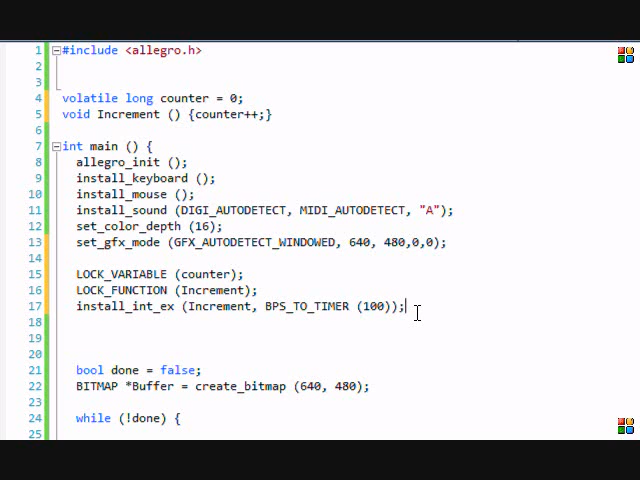 1 #include <allegro.h>
2
3
4 volatile long counter = 0;
5 void Increment () {counter++;}
6
7 int main () {
8 allegro_init ();
9 install_keyboard ();
10 install_mouse ();
11 install_sound (DIGI_AUTODETECT, MIDI_AUTODETECT, "A");
12 set_color_depth (16);
13 set_gfx_mode (GFX_AUTODETECT_WINDOWED, 640, 480,0,0);
14
15 LOCK_VARIABLE (counter);
16 LOCK_FUNCTION (Increment);
17 install_int_ex (Increment, BPS_TO_TIMER (100));
18
19
20
21 bool done = false;
22 BITMAP *Buffer = create_bitmap (640, 480);
23
24 while (!done) {
25